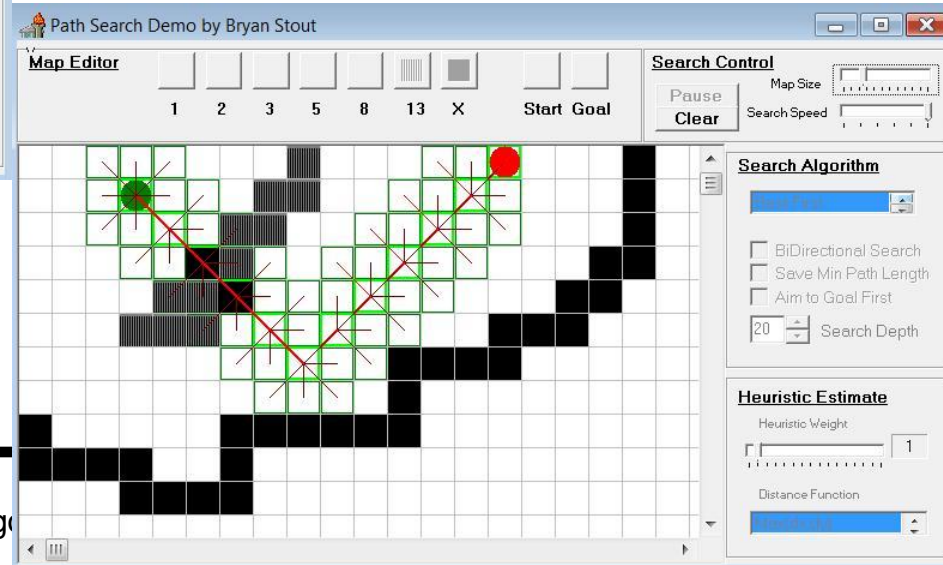 Path Search Demo by Bryan Stout
Map Editor
1 2 3 5 8 13 X Start Goal
Search Control
Map Size
Pause
Search Speed
Clear
Search Algorithm
BiDirectional Search
Save Min Path Length
Aim to Goal First
20 Search Depth
Heuristic Estimate
Heuristic Weight
1
Distance Function